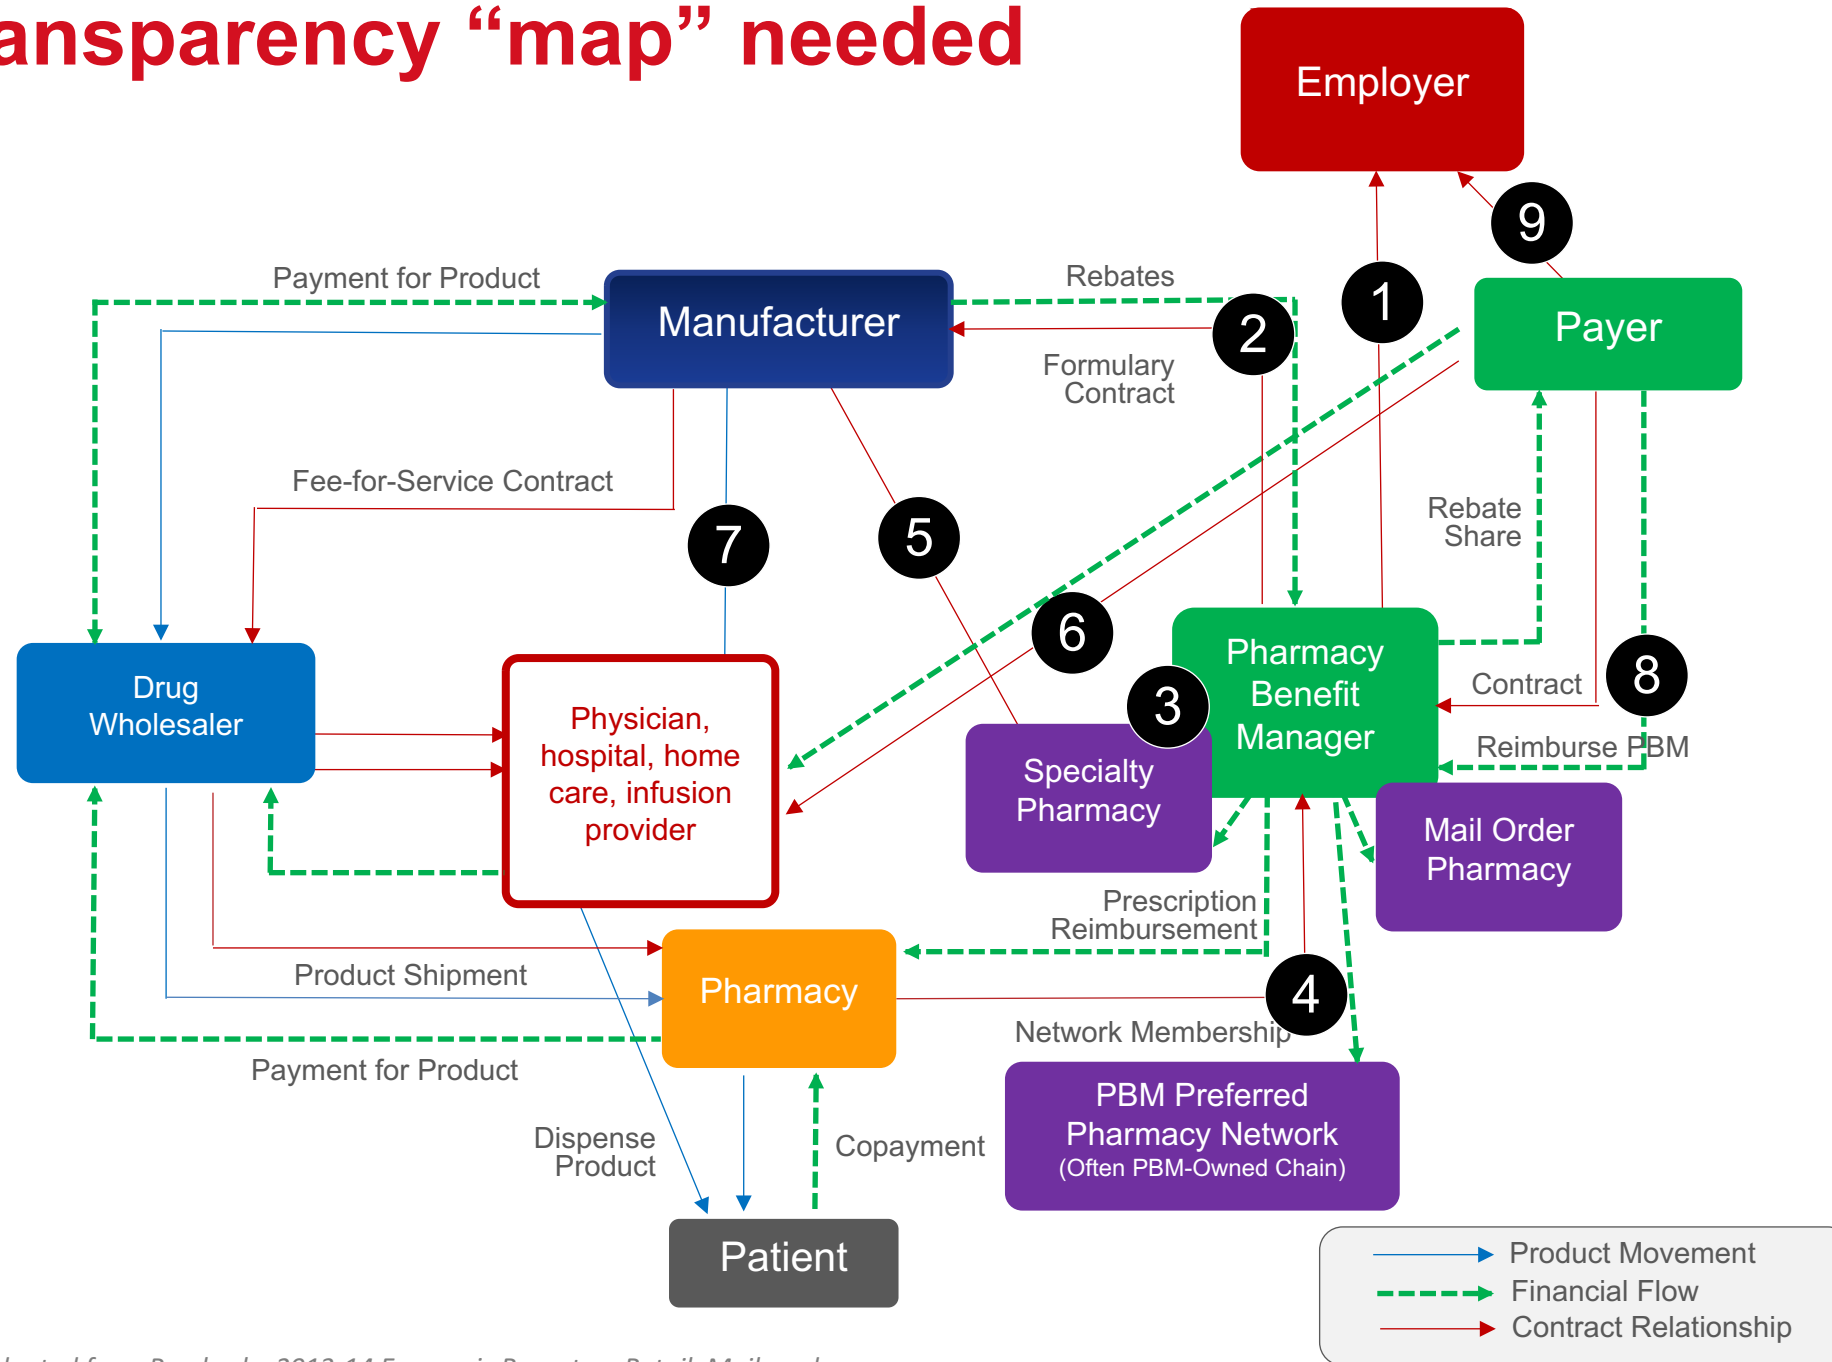 ansparency “map” needed
Employer
9
Payment for Product
Rebates
1
Manufacturer
2
Payer
Formulary
Contract
Fee-for-Service Contract
Rebate
Share
7
5
6
Pharmacy
Benefit
Manager
8
3
Contract
Drug
Wholesaler
Physician,
hospital, home
care, infusion
provider
Reimburse PBM
Specialty
Pharmacy
Mail Order
Pharmacy
Prescription
Reimbursement
Product Shipment
Pharmacy
4
Network Membership
Payment for Product
PBM Preferred
Pharmacy Network
(Often PBM-Owned Chain)
Dispense
Product
Copayment
Patient
Product Movement
Financial Flow
Contract Relationship